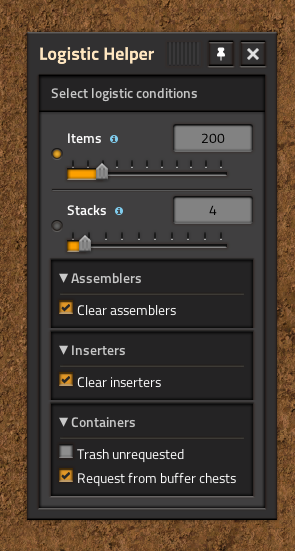 Logistic Helper
Select logistic conditions
Items 200
Stacks 4
Assemblers
Clear assemblers
Inserters
Clear inserters
Containers
Trash unrequested
Request from buffer chests